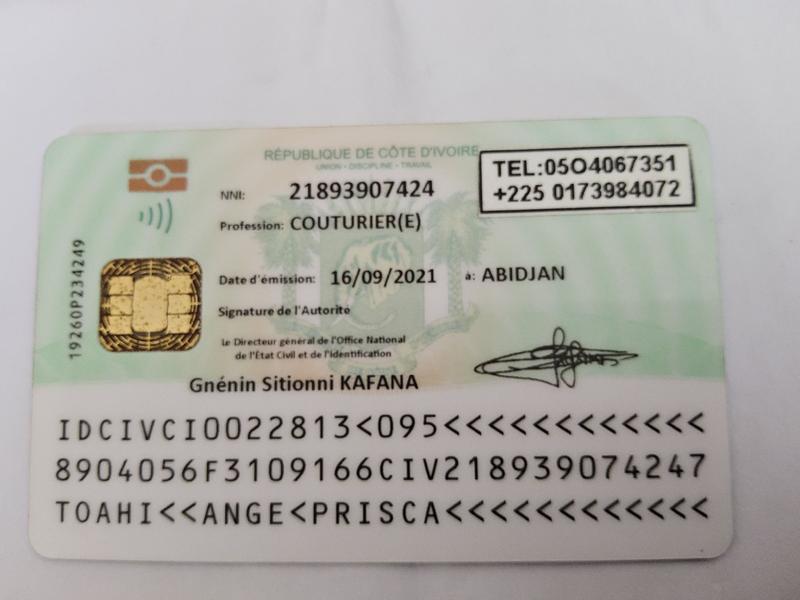 RÉPUBLIQUE DE CÔTE D'IVOIRE
UNION - DISCIPLINE - TRAVAIL
TEL:05O4067351
+225 0173984072
NNI: 21893907424
Profession: COUTURIER(E)
Date d'émission: 16/09/2021 à: ABIDJAN
Signature de l'Autorité
Le Directeur général de l'Office National
de l'État Civil et de l'Identification
Gnénin Sitionni KAFANA
19260P234249
IDCIVCI0022813<095<<<<<<<<<<<<
8904056F3109166CIV218939074247
TOAHI<<ANGE<PRISCA<<<<<<<<<<<<